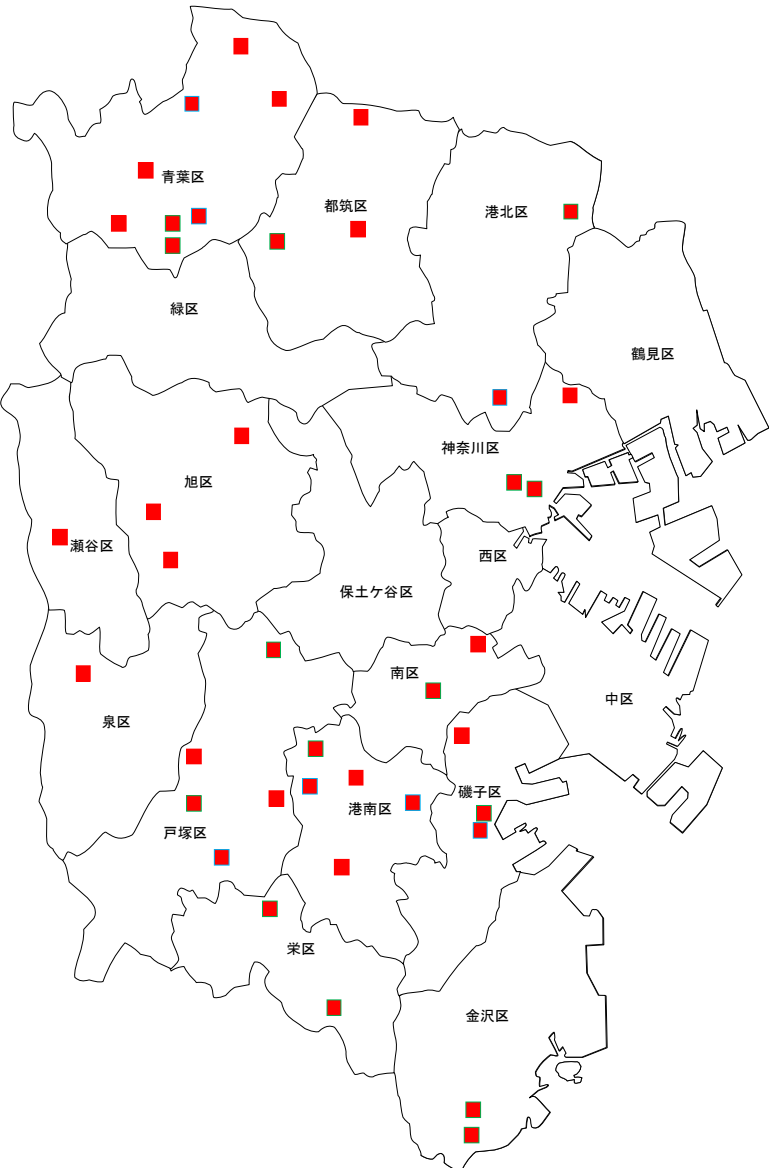 青葉区
都筑区
港北区
緑区
鶴見区
神奈川区
旭区
瀬谷区
西区
保土ケ谷区
南区
中区
泉区
磯子区
港南区
戸塚区
栄区
金沢区